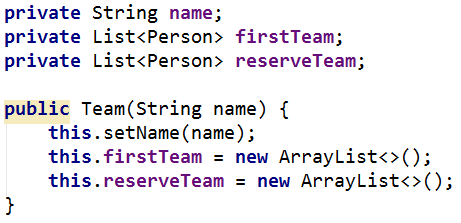 private String name;
private List<Person> firstTeam;
private List<Person> reserveTeam;
public Team(String name) {
    this.setName(name);
    this.firstTeam = new ArrayList<>();
    this.reserveTeam = new ArrayList<>();
}